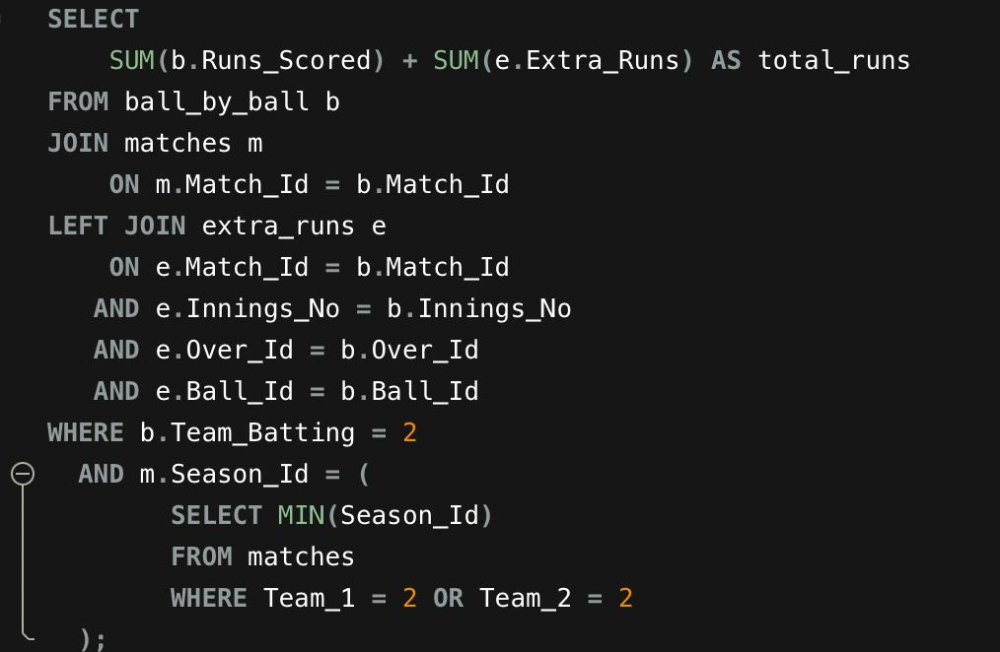 SELECT
    SUM(b.Runs_Scored) + SUM(e.Extra_Runs) AS total_runs
FROM ball_by_ball b
JOIN matches m
    ON m.Match_Id = b.Match_Id
LEFT JOIN extra_runs e
    ON e.Match_Id = b.Match_Id
   AND e.Innings_No = b.Innings_No
   AND e.Over_Id = b.Over_Id
   AND e.Ball_Id = b.Ball_Id
WHERE b.Team_Batting = 2
  AND m.Season_Id = (
        SELECT MIN(Season_Id)
        FROM matches
        WHERE Team_1 = 2 OR Team_2 = 2
  );